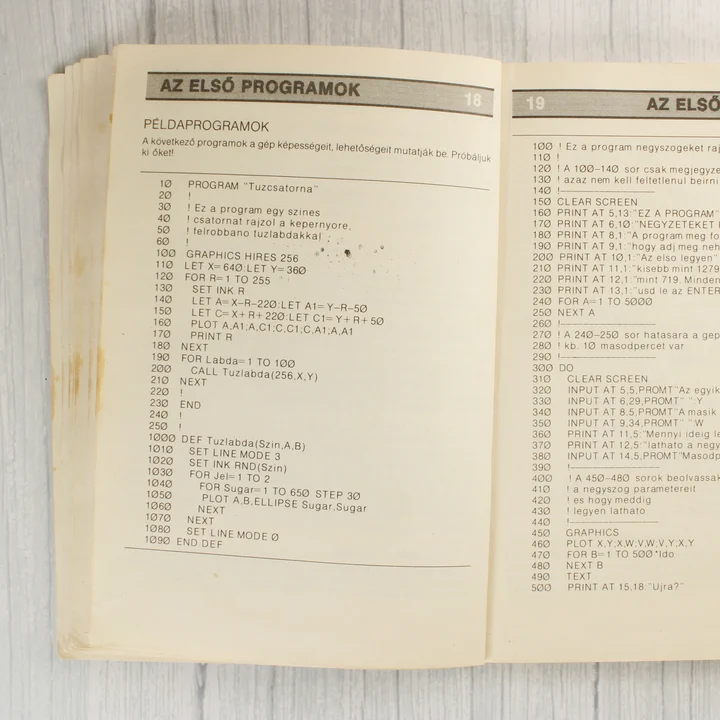 AZ ELSŐ PROGRAMOK
18
PÉLDAPROGRAMOK
A következő programok a gép képességeit, lehetőségeit mutatják be. Próbáljuk
ki őket!
10 PROGRAM "Tuzcsatorna"
20 !
30 ! Ez a program egy szines
40 ! csatornat rajzol a kepernyore,
50 ! felrobbano tuzlabdakkal
60 !
100 GRAPHICS HIRES 256
110 LET X=640:LET Y=360
120 FOR R=1 TO 255
130 SET INK R
140 LET A=X-R-220:LET A1=Y-R-50
150 LET C=X+R+220:LET C1=Y+R+50
160 PLOT A,A1;A,C1;C,C1;C,A1;A,A1
170 PRINT R
180 NEXT
190 FOR Labda=1 TO 100
200 CALL Tuzlabda(256,X,Y)
210 NEXT
220 !
230 END
240 !
250 !
1000 DEF Tuzlabda(Szin,A,B)
1010 SET LINE MODE 3
1020 SET INK RND(Szin)
1030 FOR Jel=1 TO 2
1040 FOR Sugar=1 TO 650 STEP 30
1050 PLOT A,B,ELLIPSE Sugar,Sugar
1060 NEXT
1070 NEXT
1080 SET LINE MODE 0
1090 END DEF
19
AZ ELSŐ
100 ! Ez a program negyszogeket raj
110 !
120 ! A 100-140 sor csak megjegyze
130 ! azaz nem kell feltetlenul beirni
140 !
150 CLEAR SCREEN
160 PRINT AT 5,13:"EZ A PROGRAM"
170 PRINT AT 6,10:"NEGYZETEKET
180 PRINT AT 8,1:"A program meg fo
190 PRINT AT 9,1:"hogy adj meg neh
200 PRINT AT 10,1:"Az elso legyen"
210 PRINT AT 11,1:"kisebb mint 1279
220 PRINT AT 12,1:"mint 719. Minden
230 PRINT AT 13,1:"usd le az ENTER
240 FOR A=1 TO 5000
250 NEXT A
260 !
270 ! A 240-250 sor hatasara a gep
280 ! kb. 10 masodpercet var
290 !
300 DO
310 CLEAR SCREEN
320 INPUT AT 5,5,PROMT"Az egyik
330 INPUT AT 6,29,PROMT" ":Y
340 INPUT AT 8,5,PROMT"A masik
350 INPUT AT 9,34,PROMT" ":W
360 PRINT AT 11,5:"Mennyi ideig le
370 PRINT AT 12,5:"lathato a negy
380 INPUT AT 14,5,PROMT"Masodp
390 !
400 ! A 450-480 sorok beolvassak
410 ! a negyszog parametereit
420 ! es hogy meddig
430 ! legyen lathato
440 !
450 GRAPHICS
460 PLOT X,Y;X,W;V,W;V,Y;X,Y
470 FOR B=1 TO 500*Ido
480 NEXT B
490 TEXT
500 PRINT AT 15,18:"Ujra?"